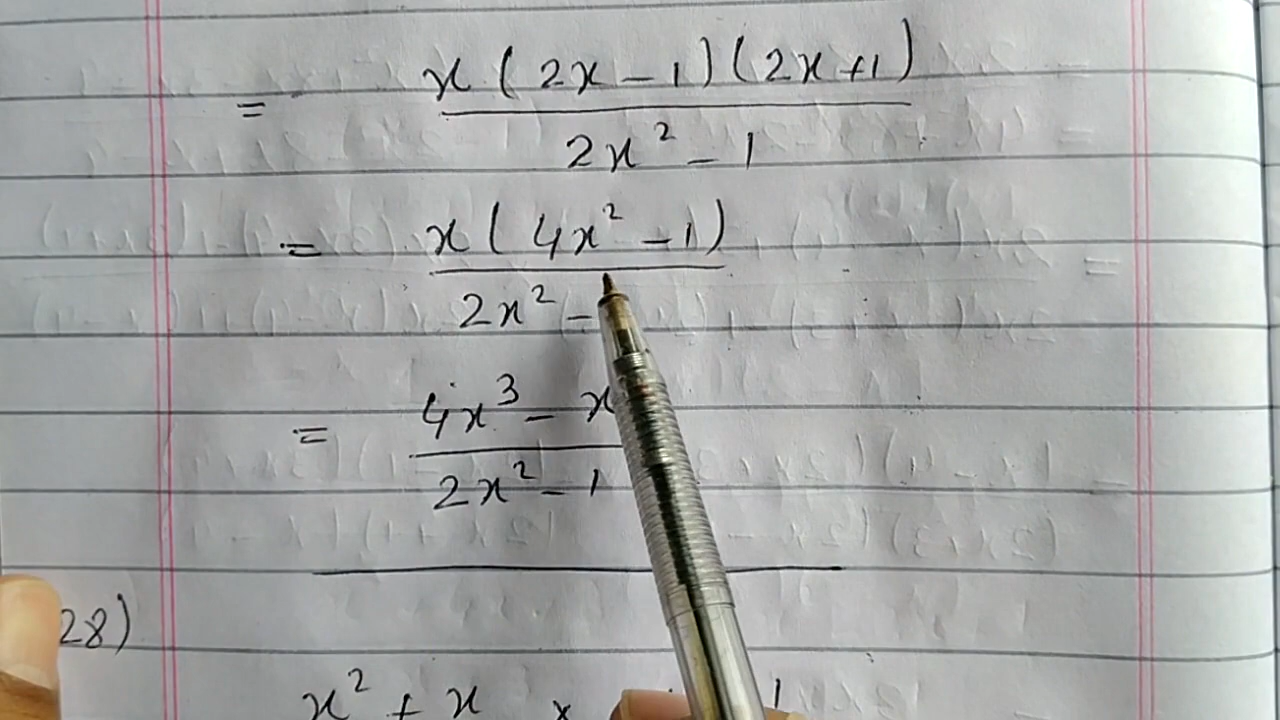 = x(2x-1)(2x+1)
2x² - 1
= x(4x² - 1)
2x² -
= 4x³ - x
2x² - 1
28)
x² + x ×